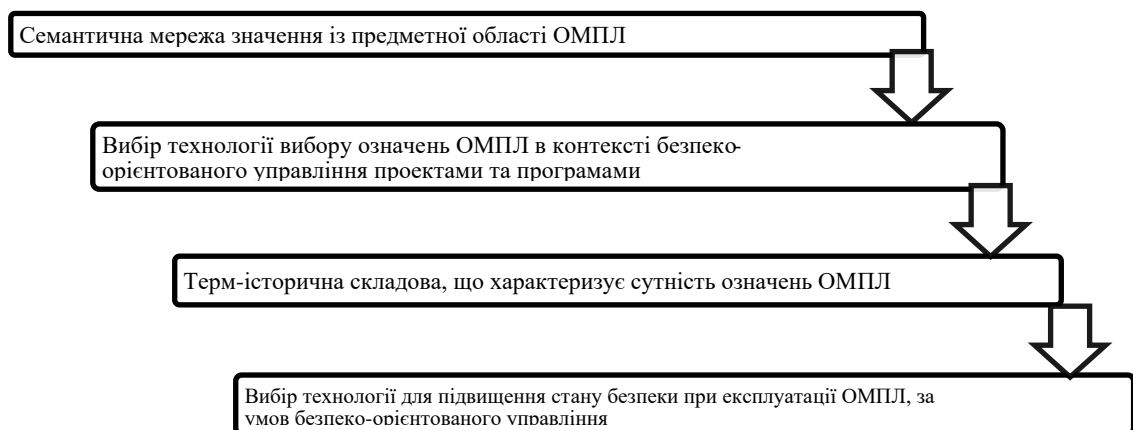 Семантична мережа значення із предметної області ОМПЛ
Вибір технології вибору означень ОМПЛ в контексті безпеко-
орієнтованого управління проектами та програмами
Терм-історична складова, що характеризує сутність означень ОМПЛ
Вибір технології для підвищення стану безпеки при експлуатації ОМПЛ, за
умов безпеко-орієнтованого управління